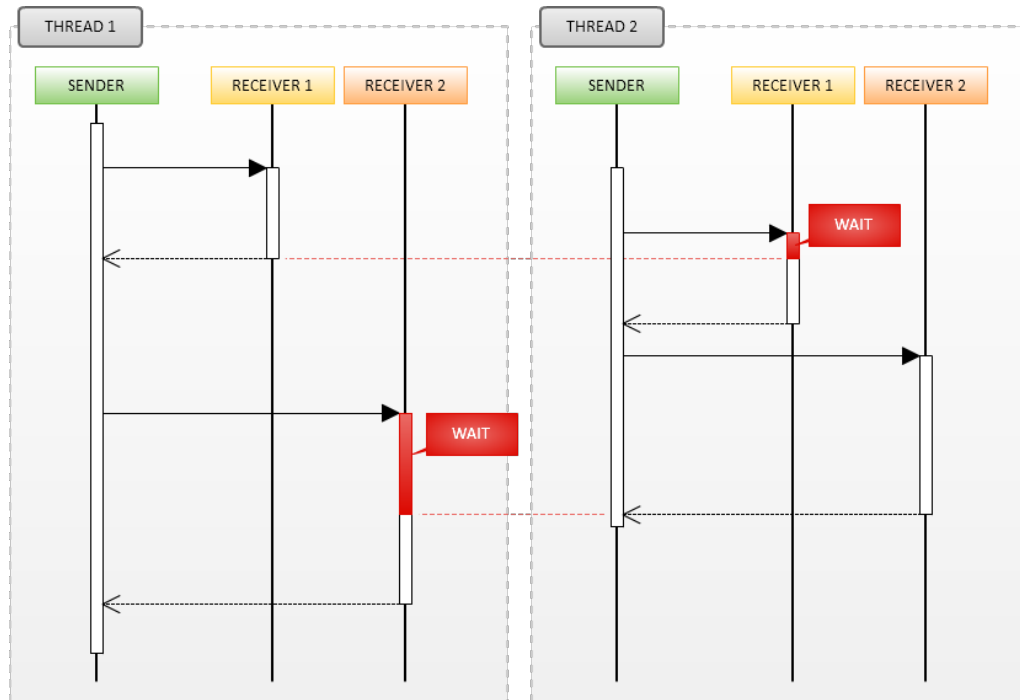 THREAD 1
THREAD 2
SENDER
RECEIVER 1
RECEIVER 2
SENDER
RECEIVER 1
RECEIVER 2
WAIT
WAIT